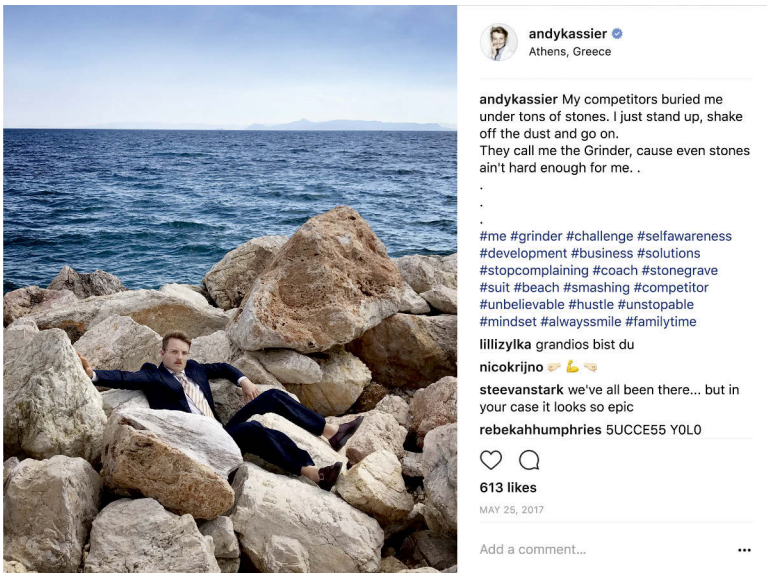 andykassier
Athens, Greece
andykassier My competitors buried me
under tons of stones. I just stand up, shake
off the dust and go on.
They call me the Grinder, cause even stones
ain't hard enough for me. .
.
.
.
#me #grinder #challenge #selfawareness
#development #business #solutions
#stopcomplaining #coach #stonegrave
#suit #beach #smashing #competitor
#unbelievable #hustle #unstopable
#mindset #alwayssmile #familytime
lillizylka grandios bist du
nicokrijno 🤛🏻 💪 🤜🏻
steevanstark we've all been there... but in
your case it looks so epic
rebekahhumphries 5UCCE55 Y0L0
613 likes
MAY 25, 2017
Add a comment...